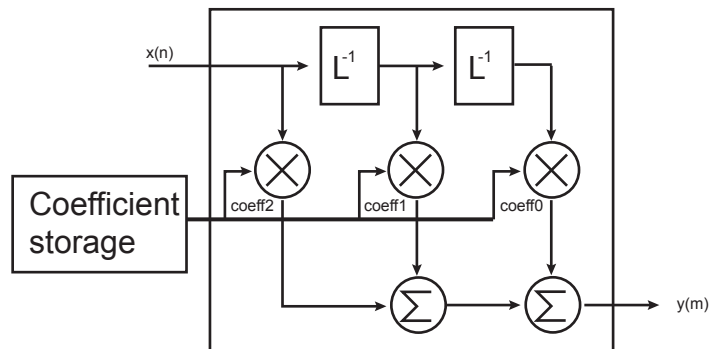 x(n)
L⁻¹
L⁻¹
Coefficient
storage
coeff2
coeff1
coeff0
Σ
Σ
y(m)